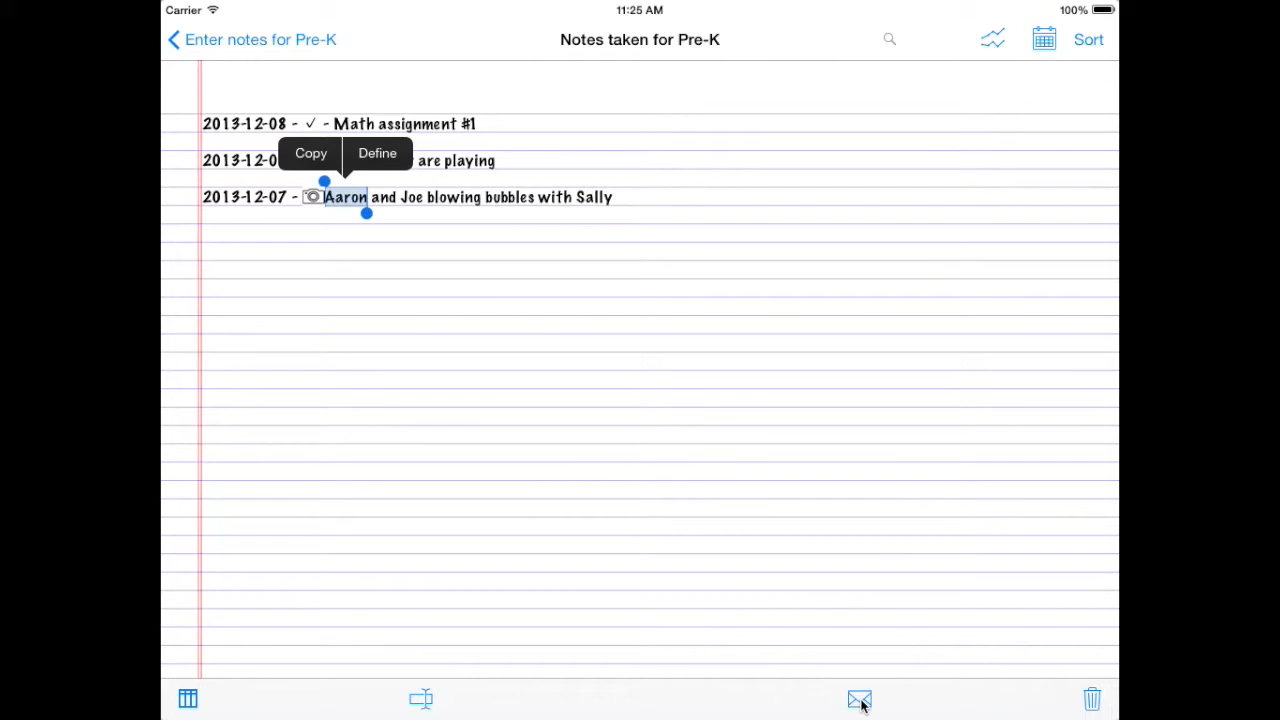 Carrier 11:25 AM 100%
Enter notes for Pre-K Notes taken for Pre-K Sort
2013-12-08 - ✓ - Math assignment #1
Copy Define
2013-12-0 are playing
2013-12-07 - Aaron and Joe blowing bubbles with Sally